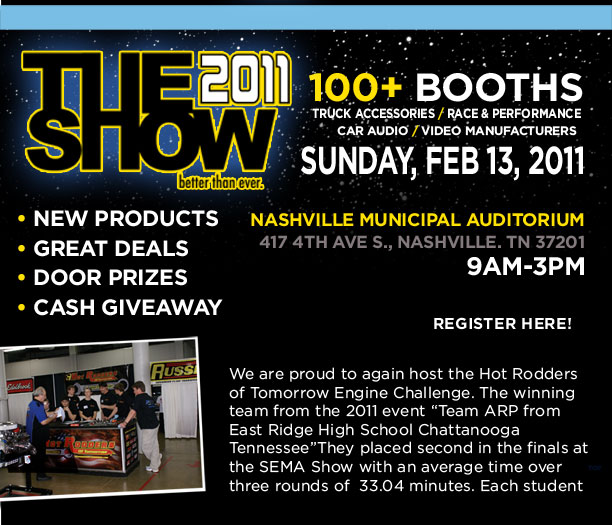 THE 2011
SHOW
better than ever.
100+ BOOTHS
TRUCK ACCESSORIES / RACE & PERFORMANCE
CAR AUDIO / VIDEO MANUFACTURERS
SUNDAY, FEB 13, 2011
• NEW PRODUCTS
• GREAT DEALS
• DOOR PRIZES
• CASH GIVEAWAY
NASHVILLE MUNICIPAL AUDITORIUM
417 4TH AVE S., NASHVILLE. TN 37201
9AM-3PM
REGISTER HERE!
Edelbrock
HOT RODDERS
We are proud to again host the Hot Rodders
of Tomorrow Engine Challenge. The winning
team from the 2011 event “Team ARP from
East Ridge High School Chattanooga
Tennessee”They placed second in the finals at
the SEMA Show with an average time over
three rounds of 33.04 minutes. Each student